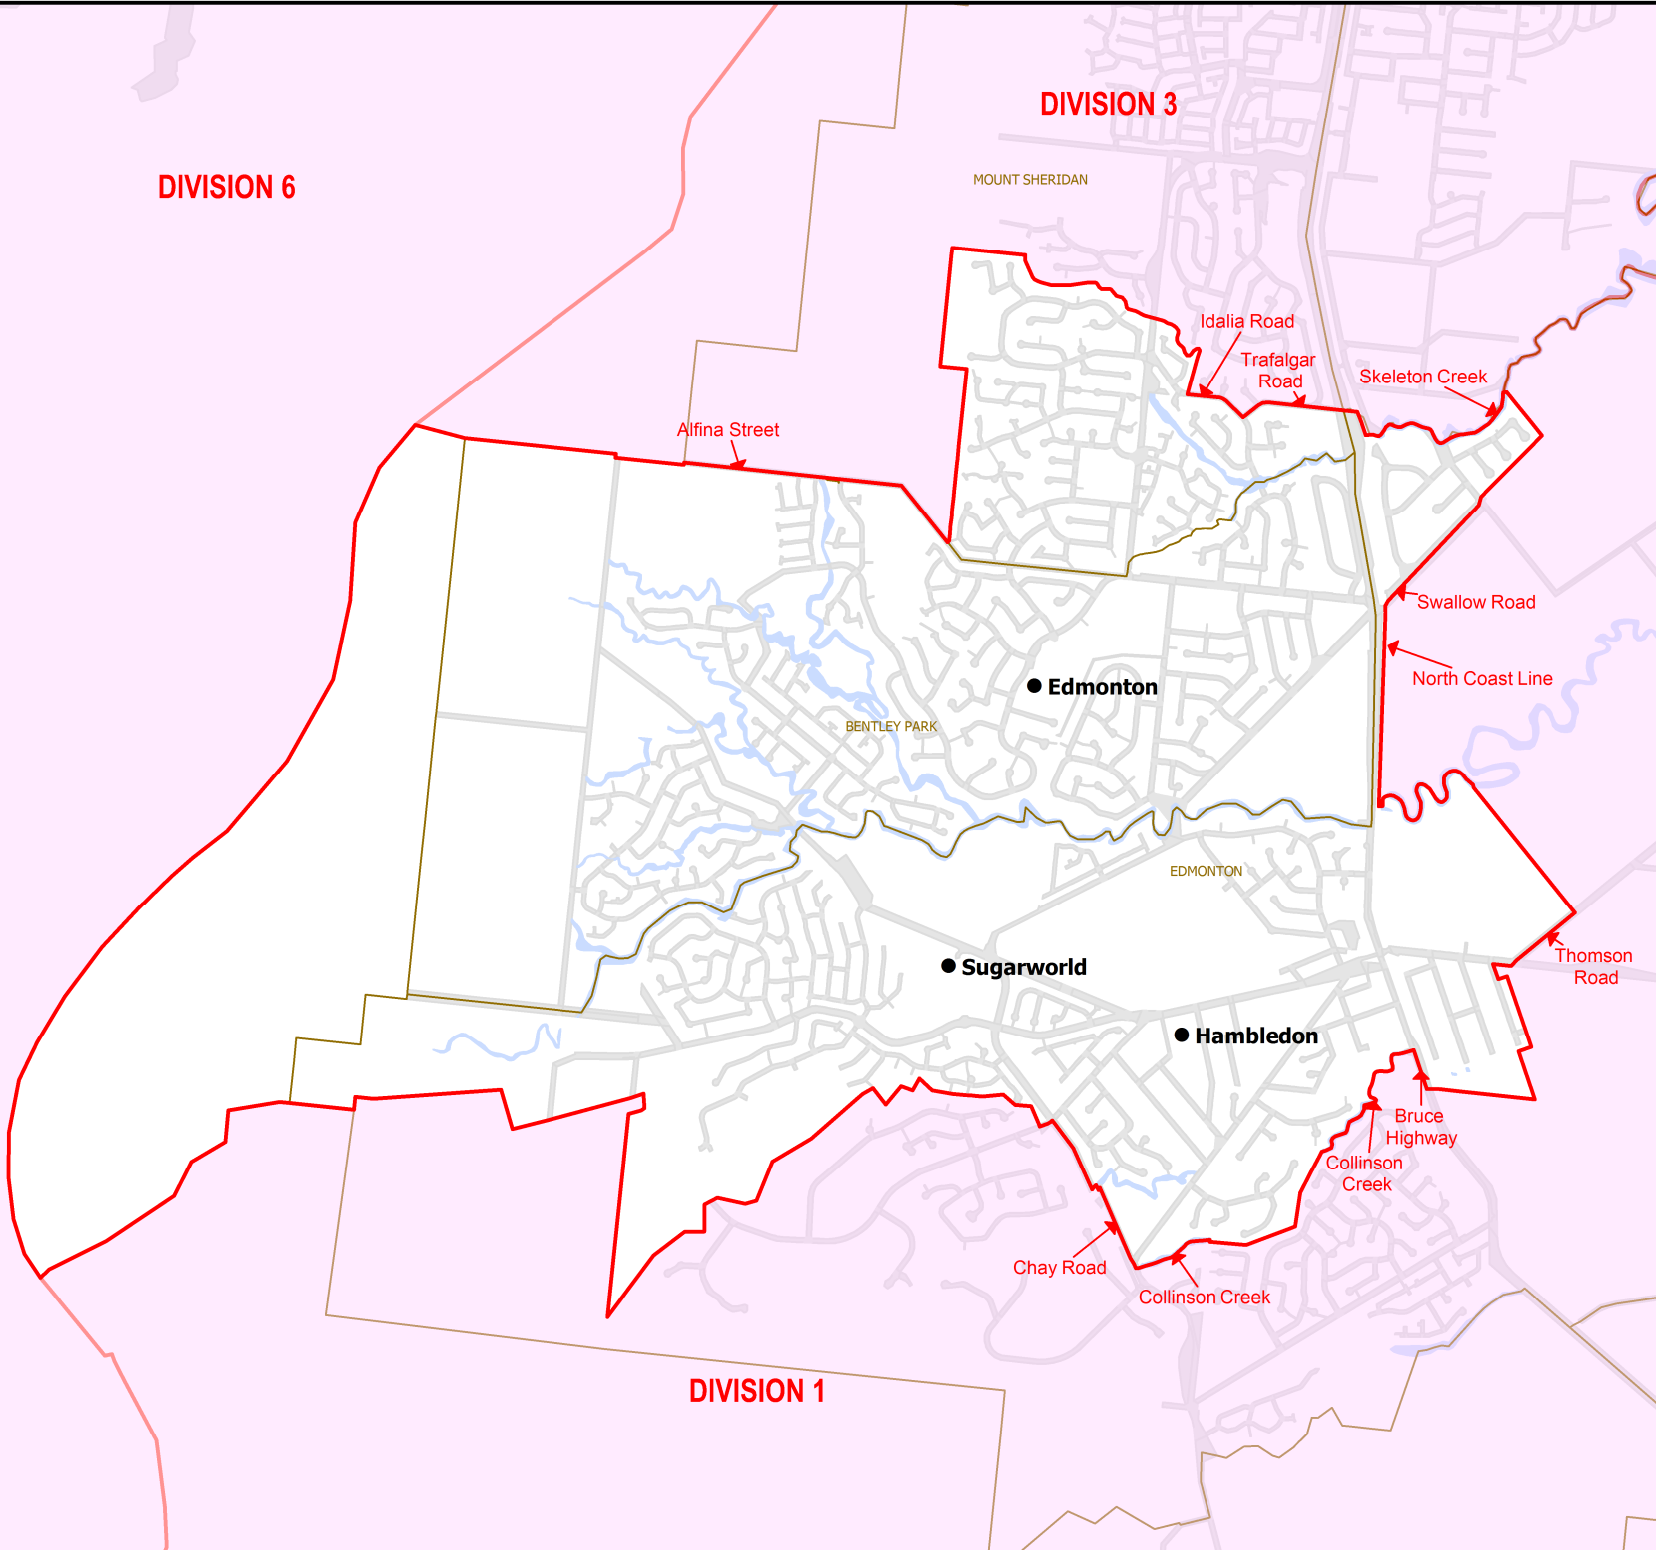 DIVISION 3
DIVISION 6
MOUNT SHERIDAN
Idalia Road
Trafalgar
Road
Skeleton Creek
Alfina Street
Swallow Road
North Coast Line
Edmonton
BENTLEY PARK
EDMONTON
Sugarworld
Thomson
Road
Hambledon
Bruce
Highway
Collinson
Creek
Chay Road
Collinson Creek
DIVISION 1